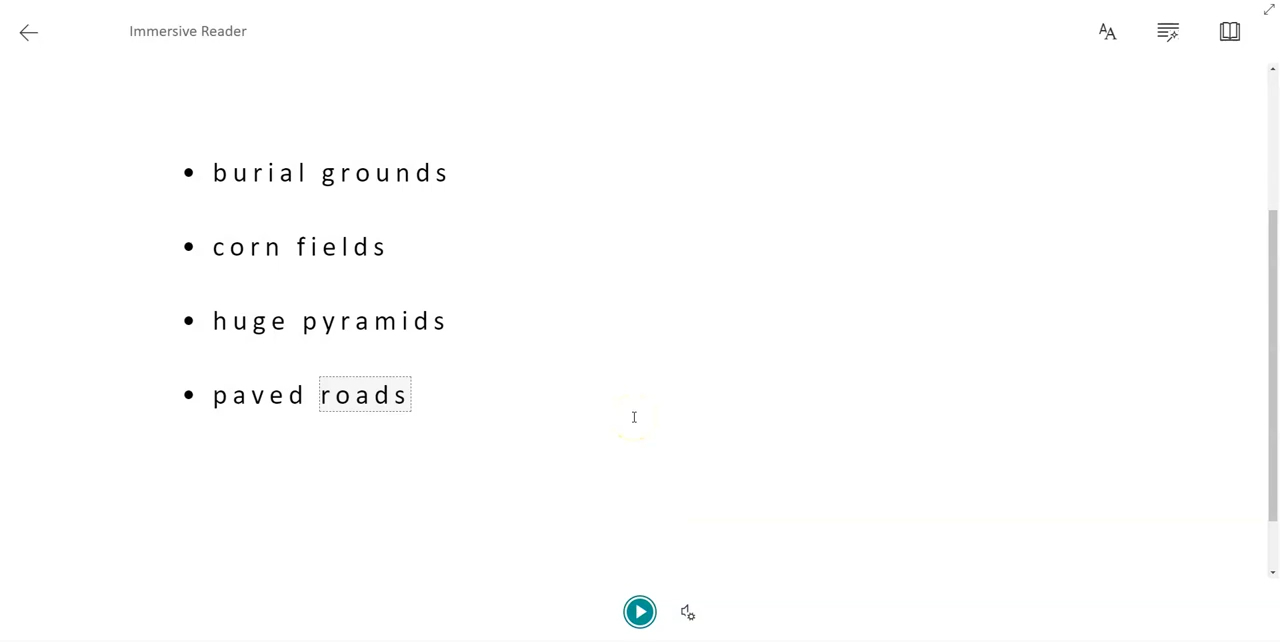 Immersive Reader
• burial grounds
• corn fields
• huge pyramids
• paved roads